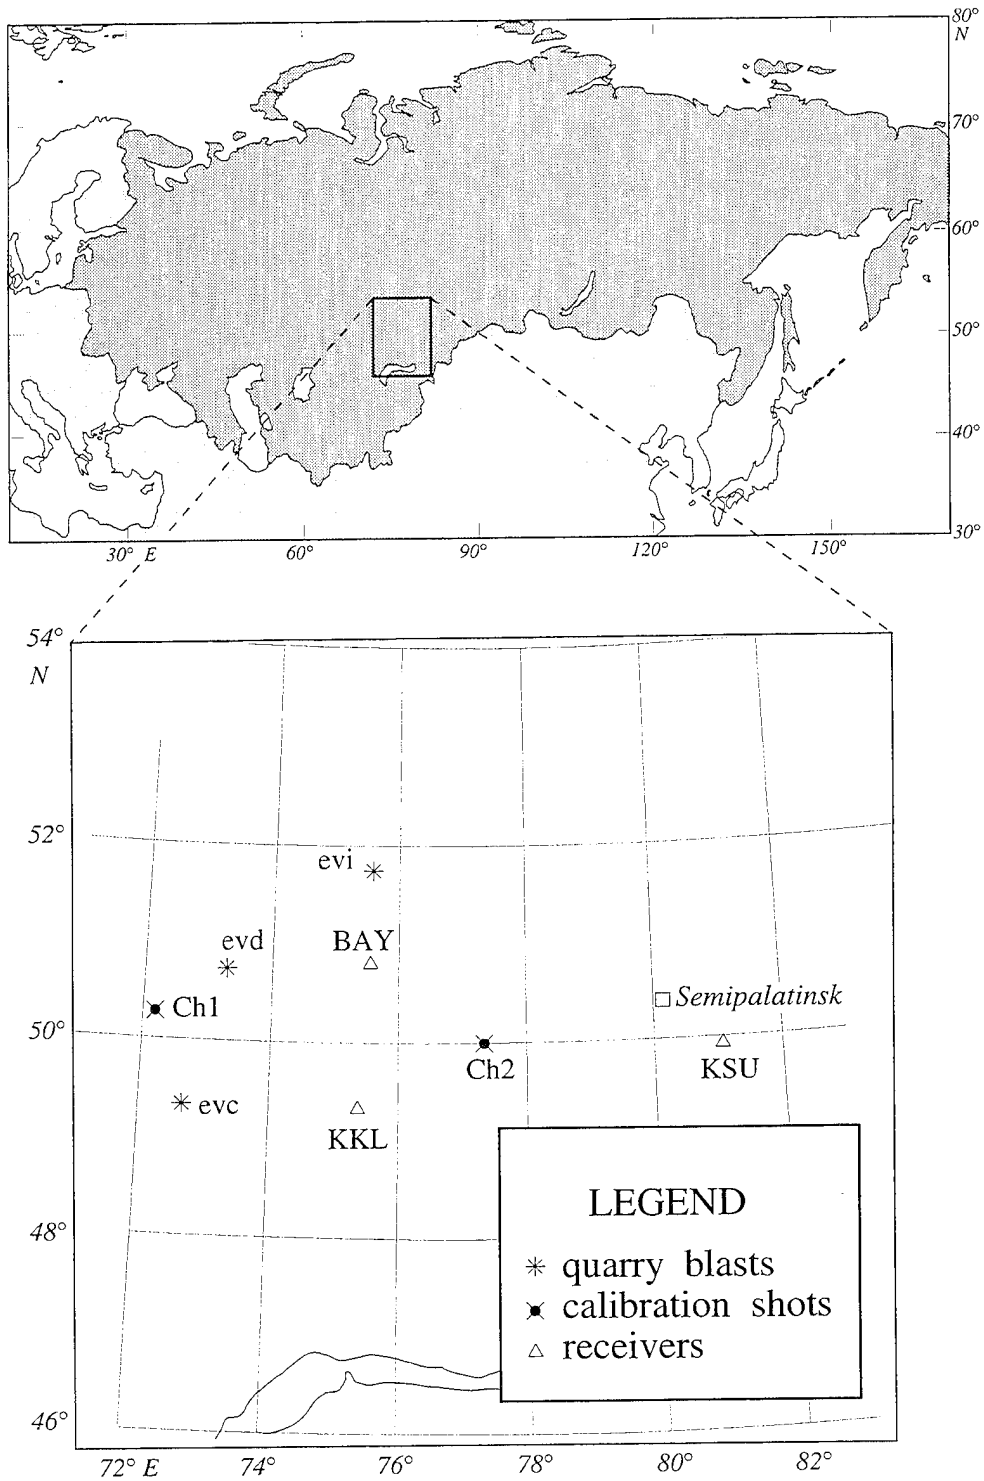 80°
N
70°
60°
50°
40°
30°
30° E
60°
90°
120°
150°
54°
N
52°
evi
evd
BAY
Ch1
Semipalatinsk
50°
Ch2
KSU
evc
KKL
LEGEND
48°
quarry blasts
calibration shots
receivers
46°
72° E
74°
76°
78°
80°
82°